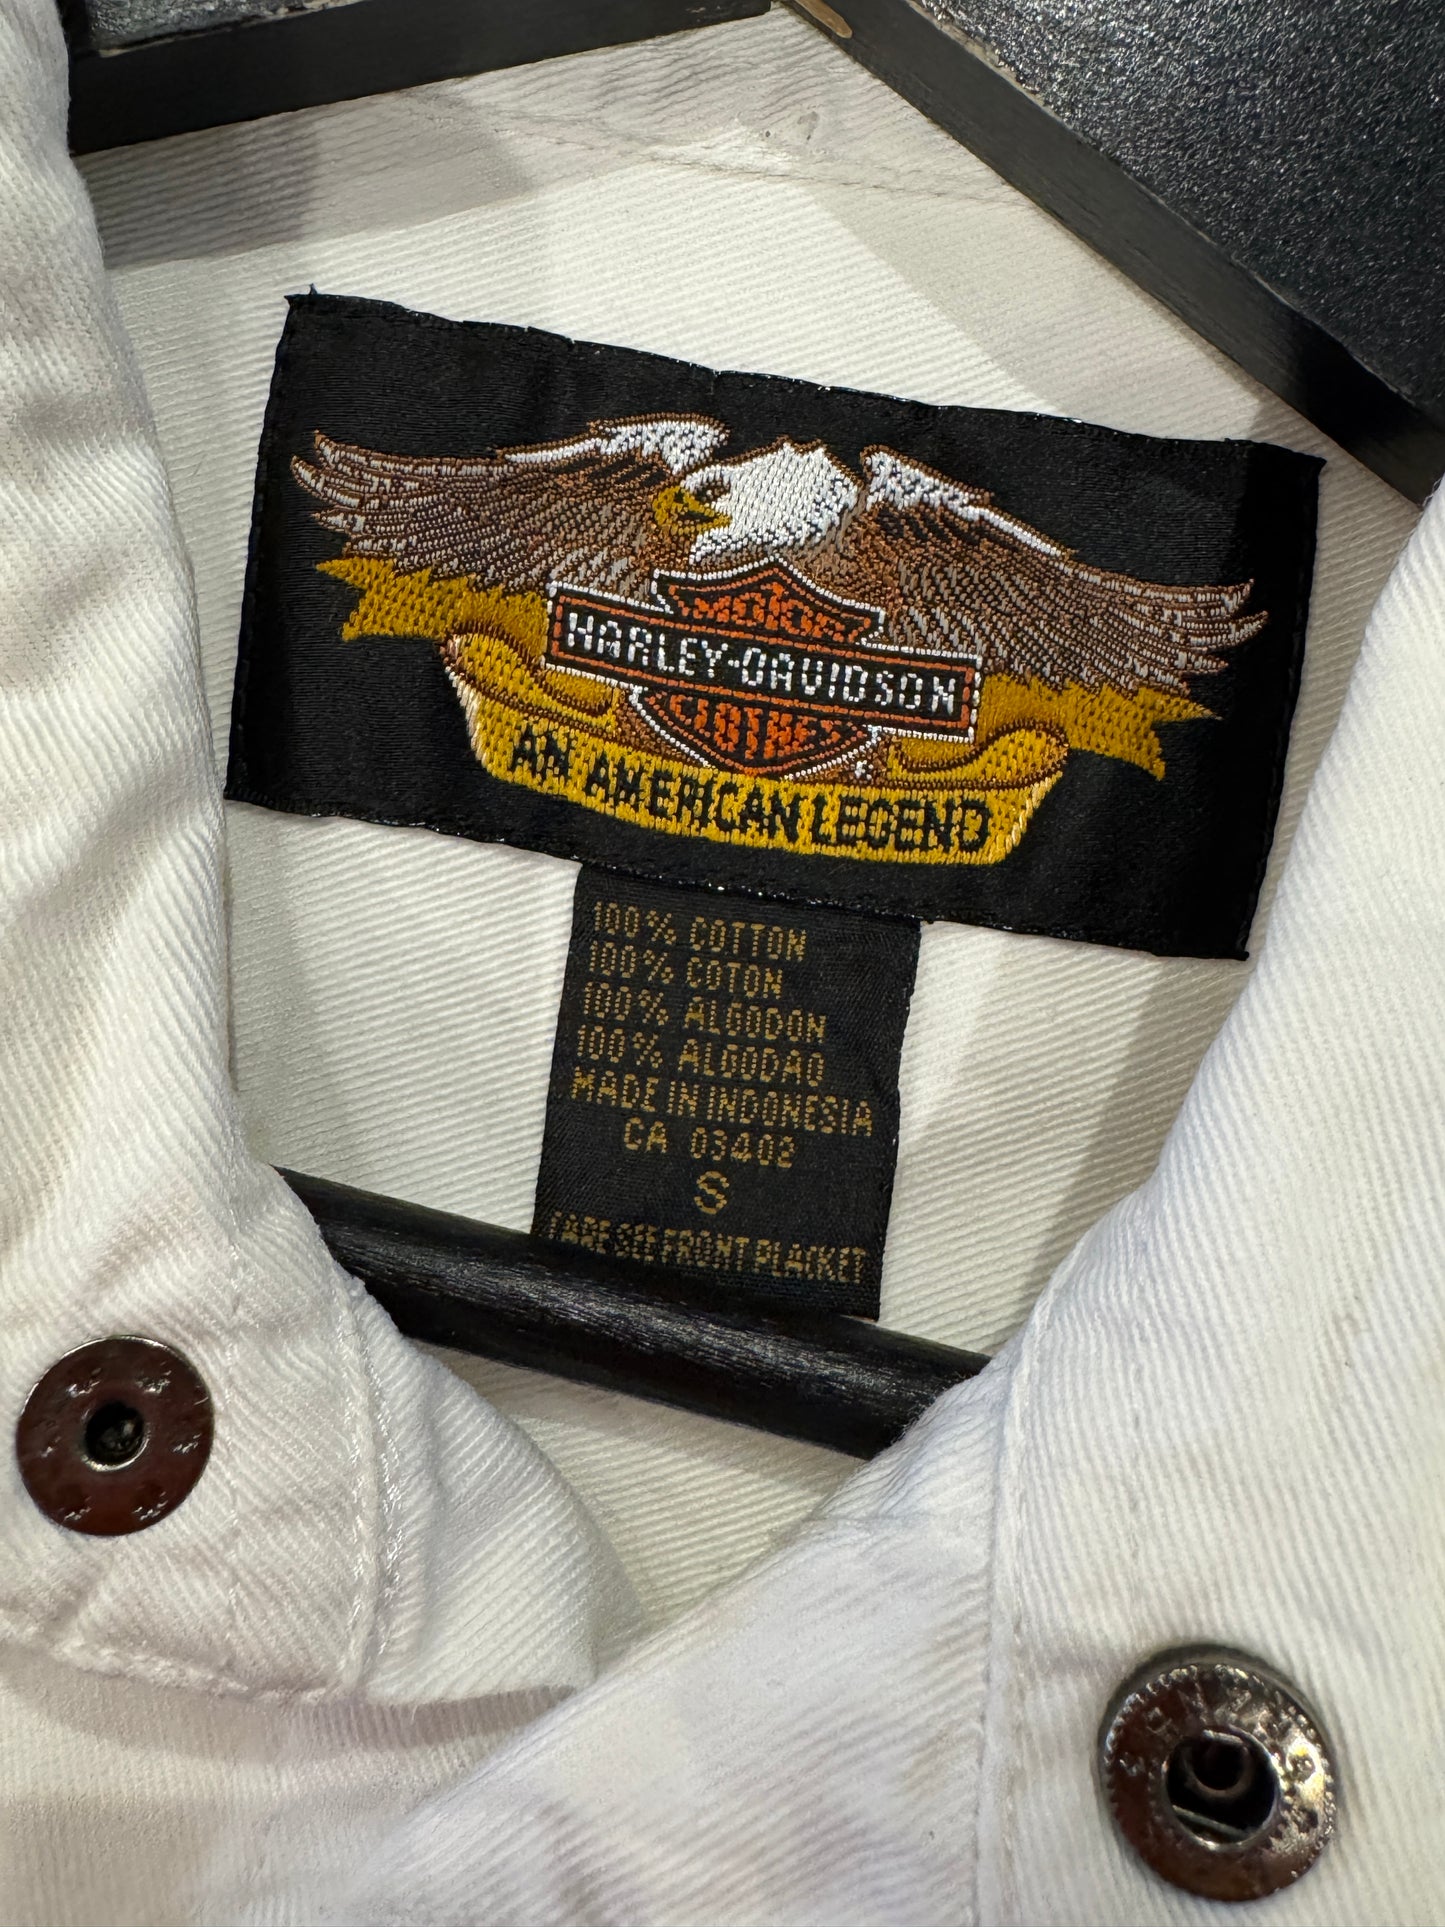 MOTOR
HARLEY-DAVIDSON
CLOTHES
AN AMERICAN LEGEND
100% COTTON
100% COTON
100% ALGODON
100% ALGODAO
MADE IN INDONESIA
CA 03402
S
CARE SEE FRONT PLACKET